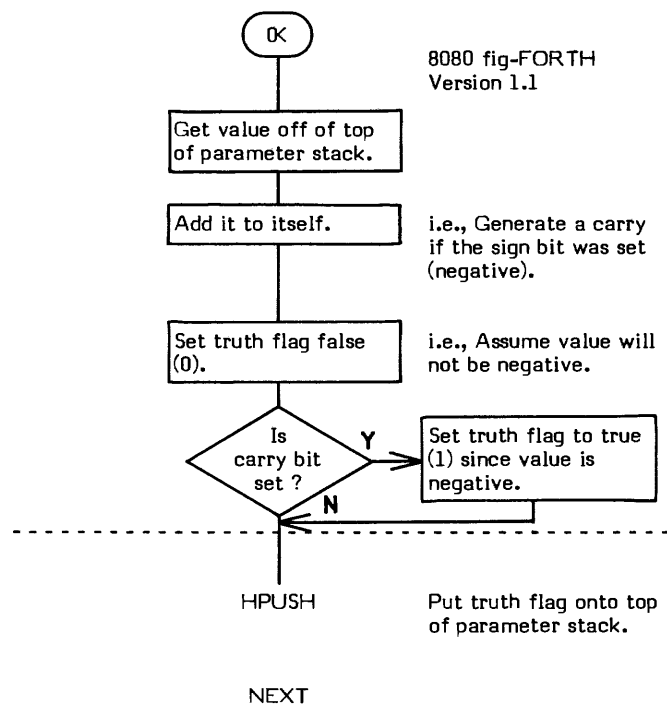 0<
8080 fig-FORTH
Version 1.1
Get value off of top
of parameter stack.
Add it to itself.
i.e., Generate a carry
if the sign bit was set
(negative).
Set truth flag false
(0).
i.e., Assume value will
not be negative.
Is
carry bit
set ?
Y
Set truth flag to true
(1) since value is
negative.
N
HPUSH
Put truth flag onto top
of parameter stack.
NEXT